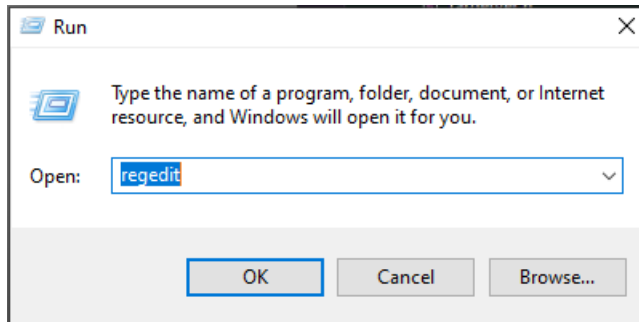 Run
Type the name of a program, folder, document, or Internet
resource, and Windows will open it for you.
Open:
regedit
OK
Cancel
Browse...